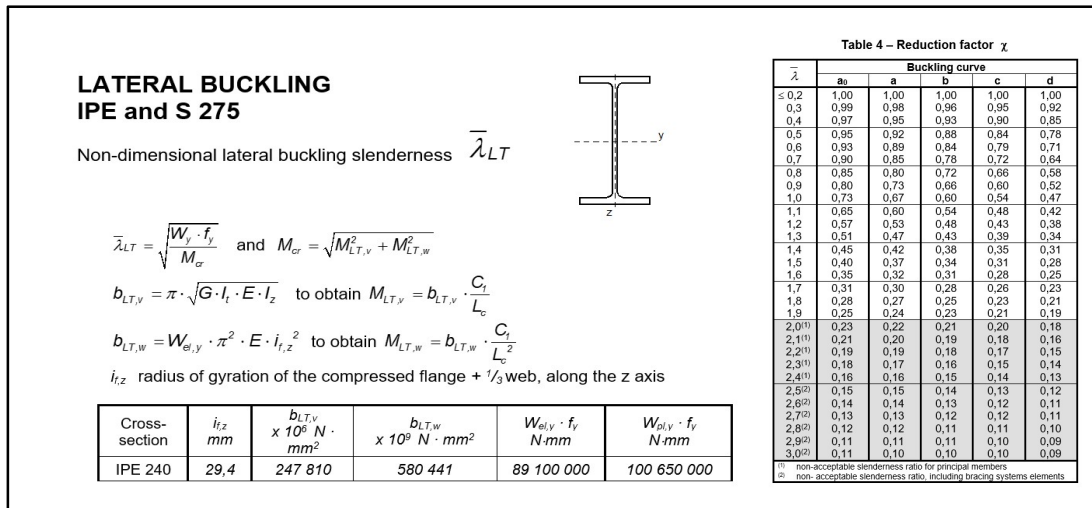 LATERAL BUCKLING
IPE and S 275
Non-dimensional lateral buckling slenderness λ̅LT
y
z
λ̅LT = √(Wy · fy / Mcr) and Mcr = √(M²LT,v + M²LT,w)
bLT,v = π · √(G · It · E · Iz) to obtain MLT,v = bLT,v · C1 / Lc
bLT,w = Wel,y · π² · E · if,z² to obtain MLT,w = bLT,w · C1 / Lc²
if,z radius of gyration of the compressed flange + 1/3 web, along the z axis
Cross-section if,z mm bLT,v x 10⁶ N · mm² bLT,w x 10⁹ N · mm² Wel,y · fy N·mm Wpl,y · fy N·mm
IPE 240 29,4 247 810 580 441 89 100 000 100 650 000
Table 4 – Reduction factor χ
λ̅ Buckling curve
a0 a b c d
≤ 0,2 1,00 1,00 1,00 1,00 1,00
0,3 0,99 0,98 0,96 0,95 0,92
0,4 0,97 0,95 0,93 0,90 0,85
0,5 0,95 0,92 0,88 0,84 0,78
0,6 0,93 0,89 0,84 0,79 0,71
0,7 0,90 0,85 0,78 0,72 0,64
0,8 0,85 0,80 0,72 0,66 0,58
0,9 0,80 0,73 0,66 0,60 0,52
1,0 0,73 0,67 0,60 0,54 0,47
1,1 0,65 0,60 0,54 0,48 0,42
1,2 0,57 0,53 0,48 0,43 0,38
1,3 0,51 0,47 0,43 0,39 0,34
1,4 0,45 0,42 0,38 0,35 0,31
1,5 0,40 0,37 0,34 0,31 0,28
1,6 0,35 0,32 0,31 0,28 0,25
1,7 0,31 0,30 0,28 0,26 0,23
1,8 0,28 0,27 0,25 0,23 0,21
1,9 0,25 0,24 0,23 0,21 0,19
2,0(1) 0,23 0,22 0,21 0,20 0,18
2,1(1) 0,21 0,20 0,19 0,18 0,16
2,2(1) 0,19 0,19 0,18 0,17 0,15
2,3(1) 0,18 0,17 0,16 0,15 0,14
2,4(1) 0,16 0,16 0,15 0,14 0,13
2,5(2) 0,15 0,15 0,14 0,13 0,12
2,6(2) 0,14 0,14 0,13 0,12 0,11
2,7(2) 0,13 0,13 0,12 0,12 0,11
2,8(2) 0,12 0,12 0,11 0,11 0,10
2,9(2) 0,11 0,11 0,11 0,10 0,09
3,0(2) 0,11 0,10 0,10 0,10 0,09
(1) non-acceptable slenderness ratio for principal members
(2) non- acceptable slenderness ratio, including bracing systems elements